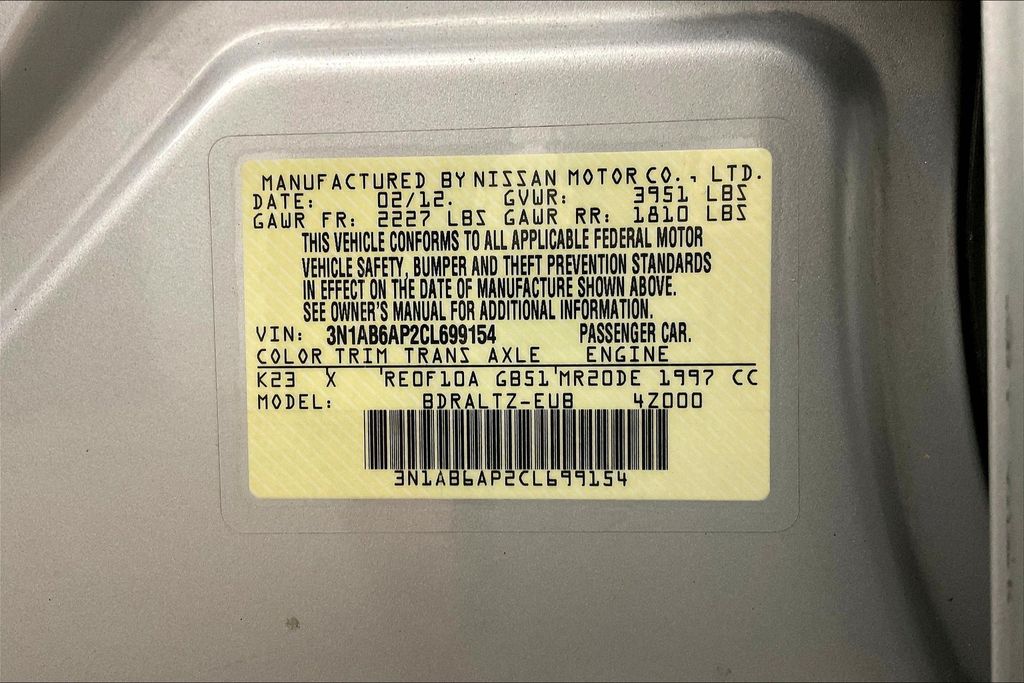 MANUFACTURED BY NISSAN MOTOR CO., LTD.
DATE: 02/12. GVWR: 3951 LBS
GAWR FR: 2227 LBS GAWR RR: 1810 LBS
THIS VEHICLE CONFORMS TO ALL APPLICABLE FEDERAL MOTOR
VEHICLE SAFETY, BUMPER AND THEFT PREVENTION STANDARDS
IN EFFECT ON THE DATE OF MANUFACTURE SHOWN ABOVE.
SEE OWNER'S MANUAL FOR ADDITIONAL INFORMATION.
VIN: 3N1AB6AP2CL699154 PASSENGER CAR.
COLOR TRIM TRANS AXLE ENGINE
K23 X RE0F10A GB51 MR20DE 1997 CC
MODEL: BDRALTZ-EUB 4Z000
3N1AB6AP2CL699154